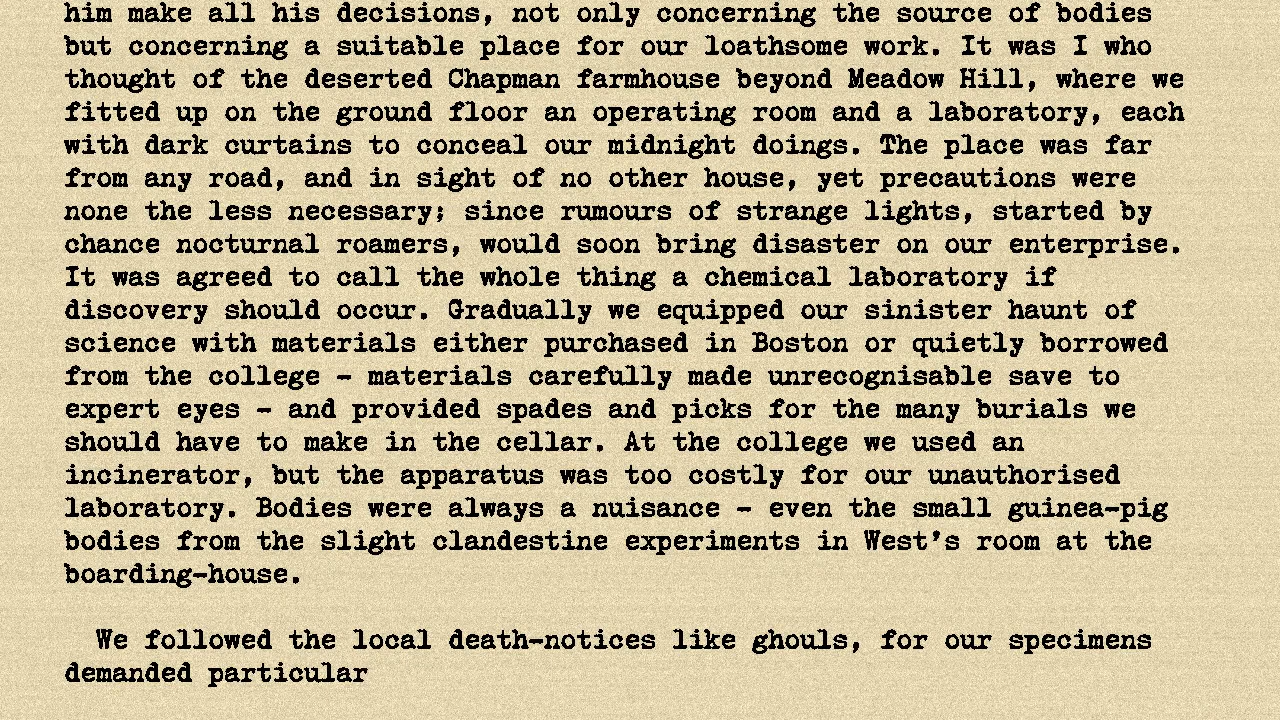 him make all his decisions, not only concerning the source of bodies
but concerning a suitable place for our loathsome work. It was I who
thought of the deserted Chapman farmhouse beyond Meadow Hill, where we
fitted up on the ground floor an operating room and a laboratory, each
with dark curtains to conceal our midnight doings. The place was far
from any road, and in sight of no other house, yet precautions were
none the less necessary; since rumours of strange lights, started by
chance nocturnal roamers, would soon bring disaster on our enterprise.
It was agreed to call the whole thing a chemical laboratory if
discovery should occur. Gradually we equipped our sinister haunt of
science with materials either purchased in Boston or quietly borrowed
from the college – materials carefully made unrecognisable save to
expert eyes – and provided spades and picks for the many burials we
should have to make in the cellar. At the college we used an
incinerator, but the apparatus was too costly for our unauthorised
laboratory. Bodies were always a nuisance – even the small guinea-pig
bodies from the slight clandestine experiments in West’s room at the
boarding-house.
We followed the local death-notices like ghouls, for our specimens
demanded particular